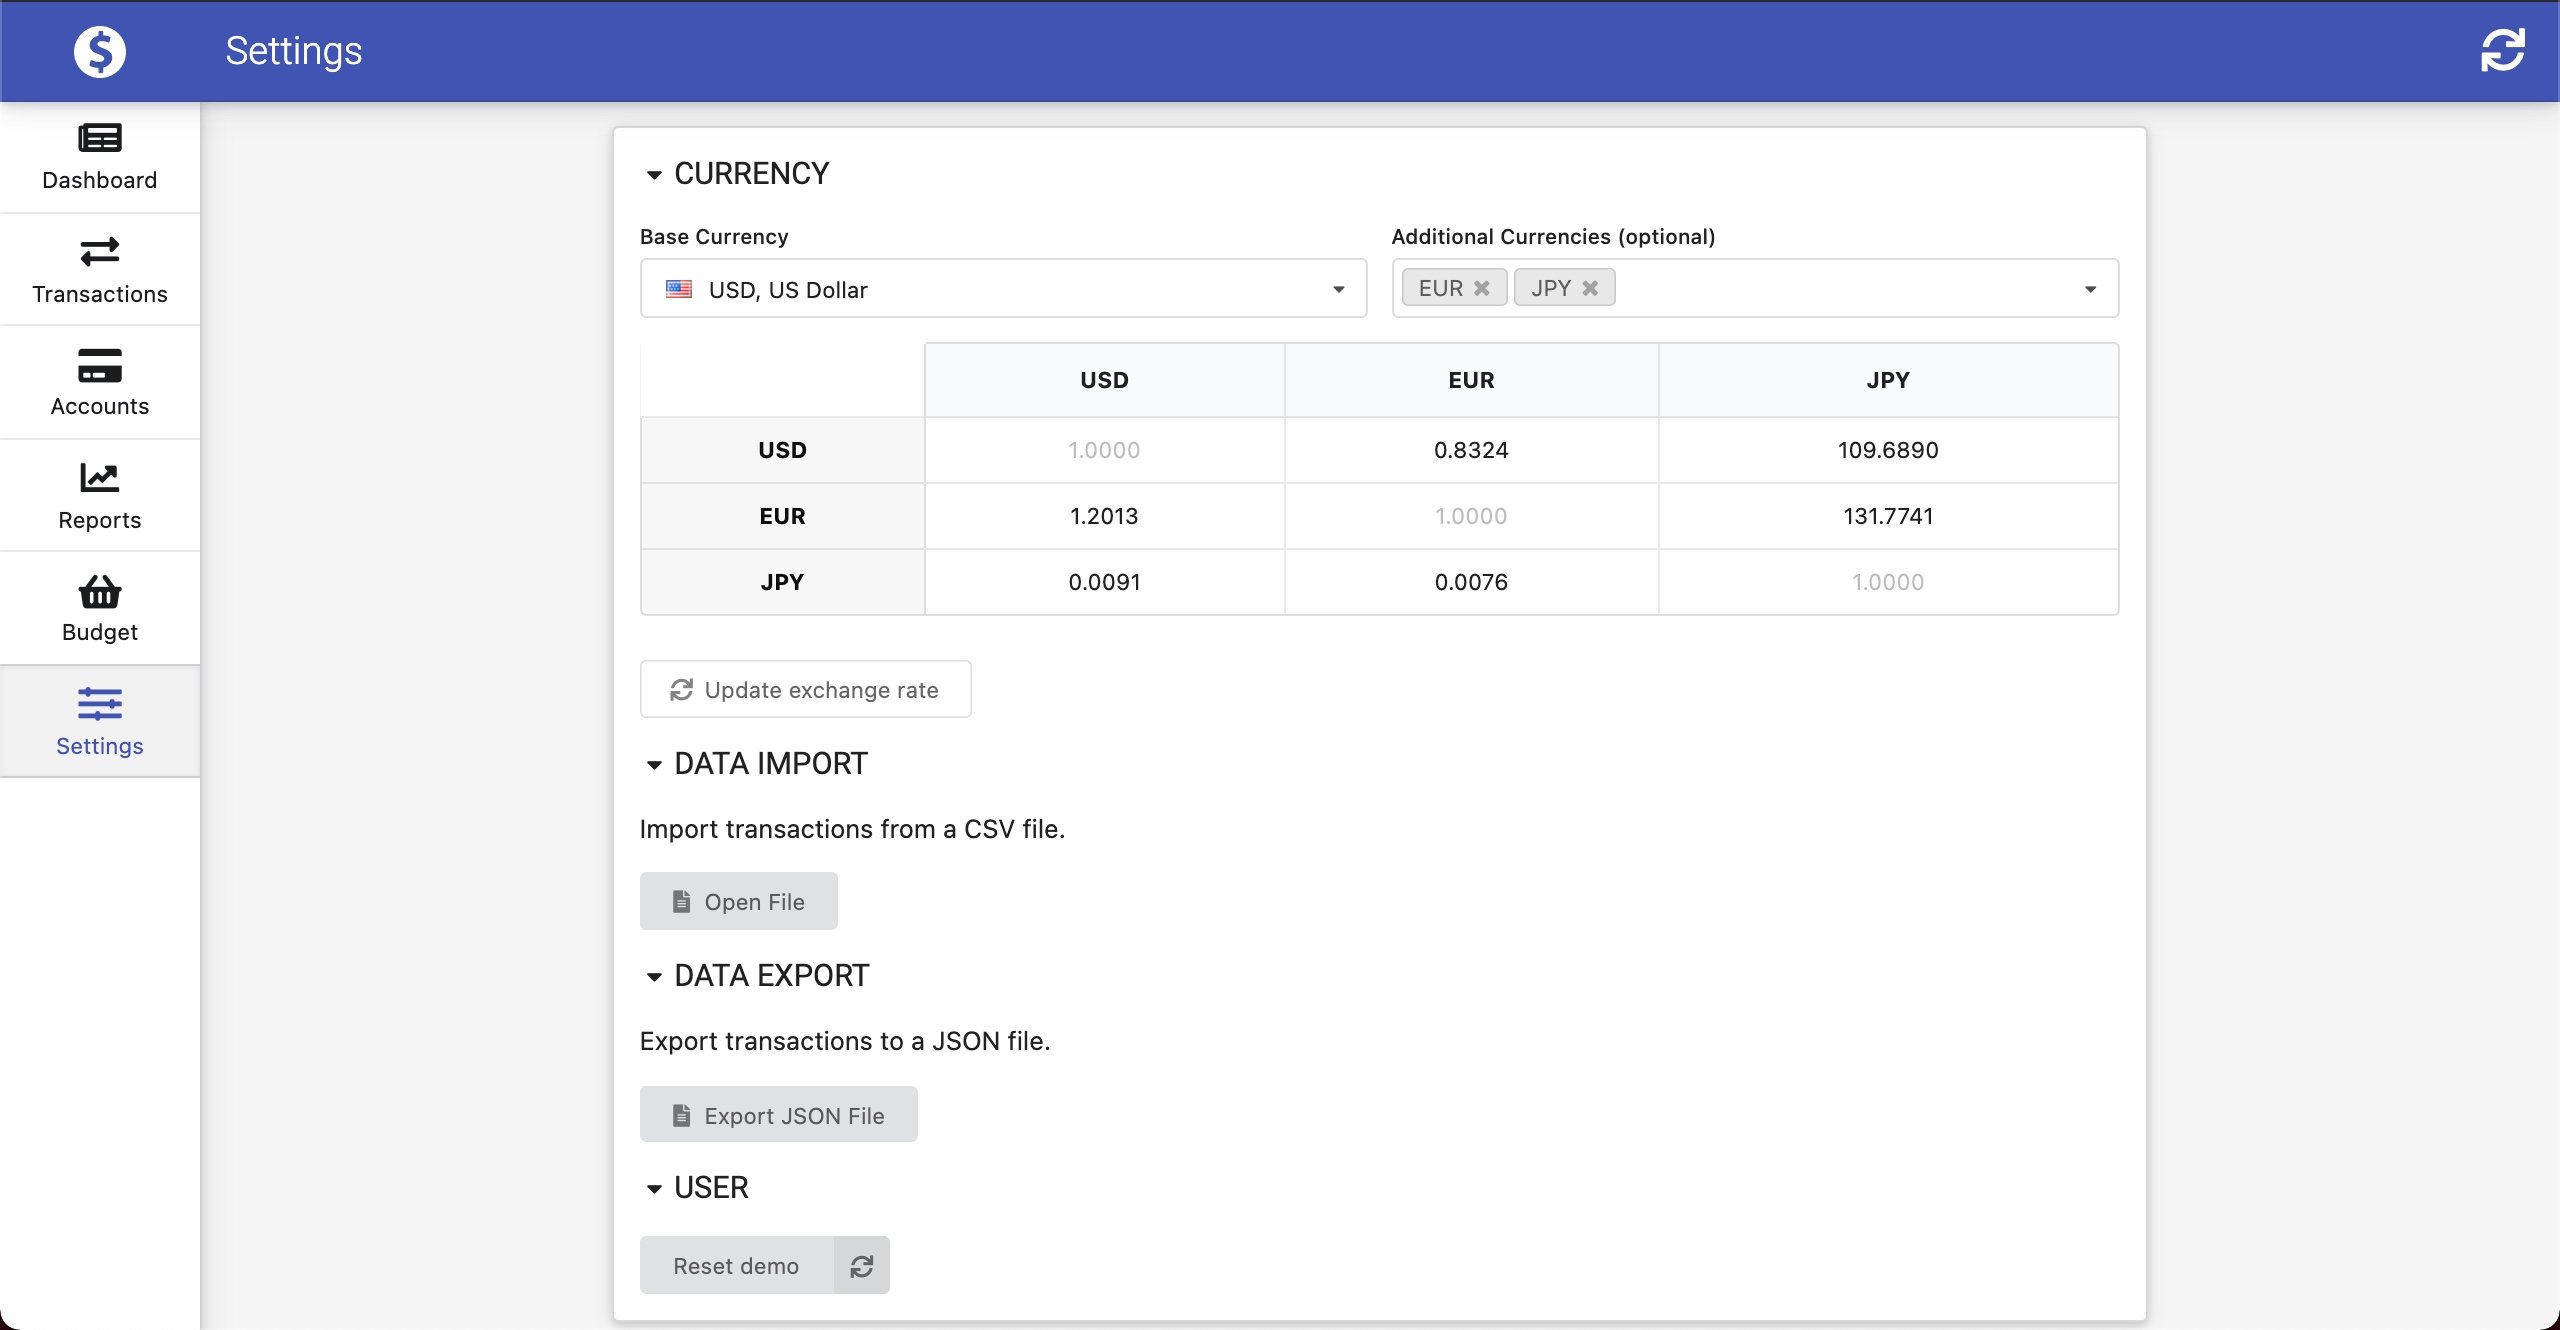 $ Settings
Dashboard
Transactions
Accounts
Reports
Budget
Settings
CURRENCY
Base Currency
USD, US Dollar
Additional Currencies (optional)
EUR JPY
USD EUR JPY
USD 1.0000 0.8324 109.6890
EUR 1.2013 1.0000 131.7741
JPY 0.0091 0.0076 1.0000
Update exchange rate
DATA IMPORT
Import transactions from a CSV file.
Open File
DATA EXPORT
Export transactions to a JSON file.
Export JSON File
USER
Reset demo